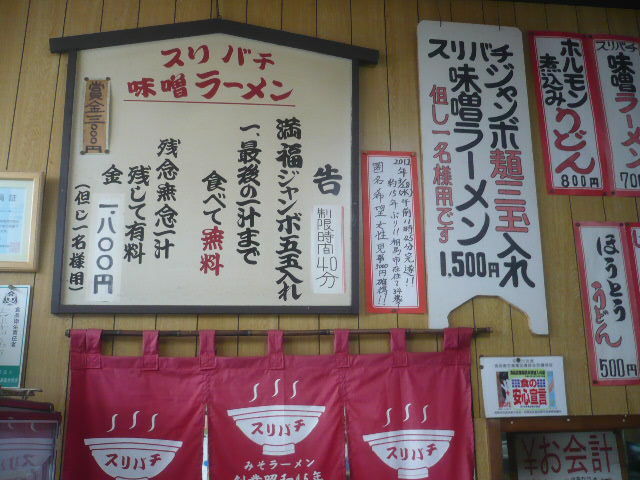 スリバチ
味噌ラーメン
賞金三〇〇〇円
告
制限時間40分
満福ジャンボ五玉入れ
一、最後の一汁まで
食べて無料
残念無念一汁
残して有料
金一、八〇〇円
(但し一名様用)
スリバチジャンボ麺三玉入れ
味噌ラーメン
但し一名様用です
1,500円
ホルモン
煮込みうどん
800円
スリバチ
味噌ラーメン
700
ほうとう
うどん
500円
食の
安心宣言
お会計
スリバチ
スリバチ
みそラーメン
スリバチ